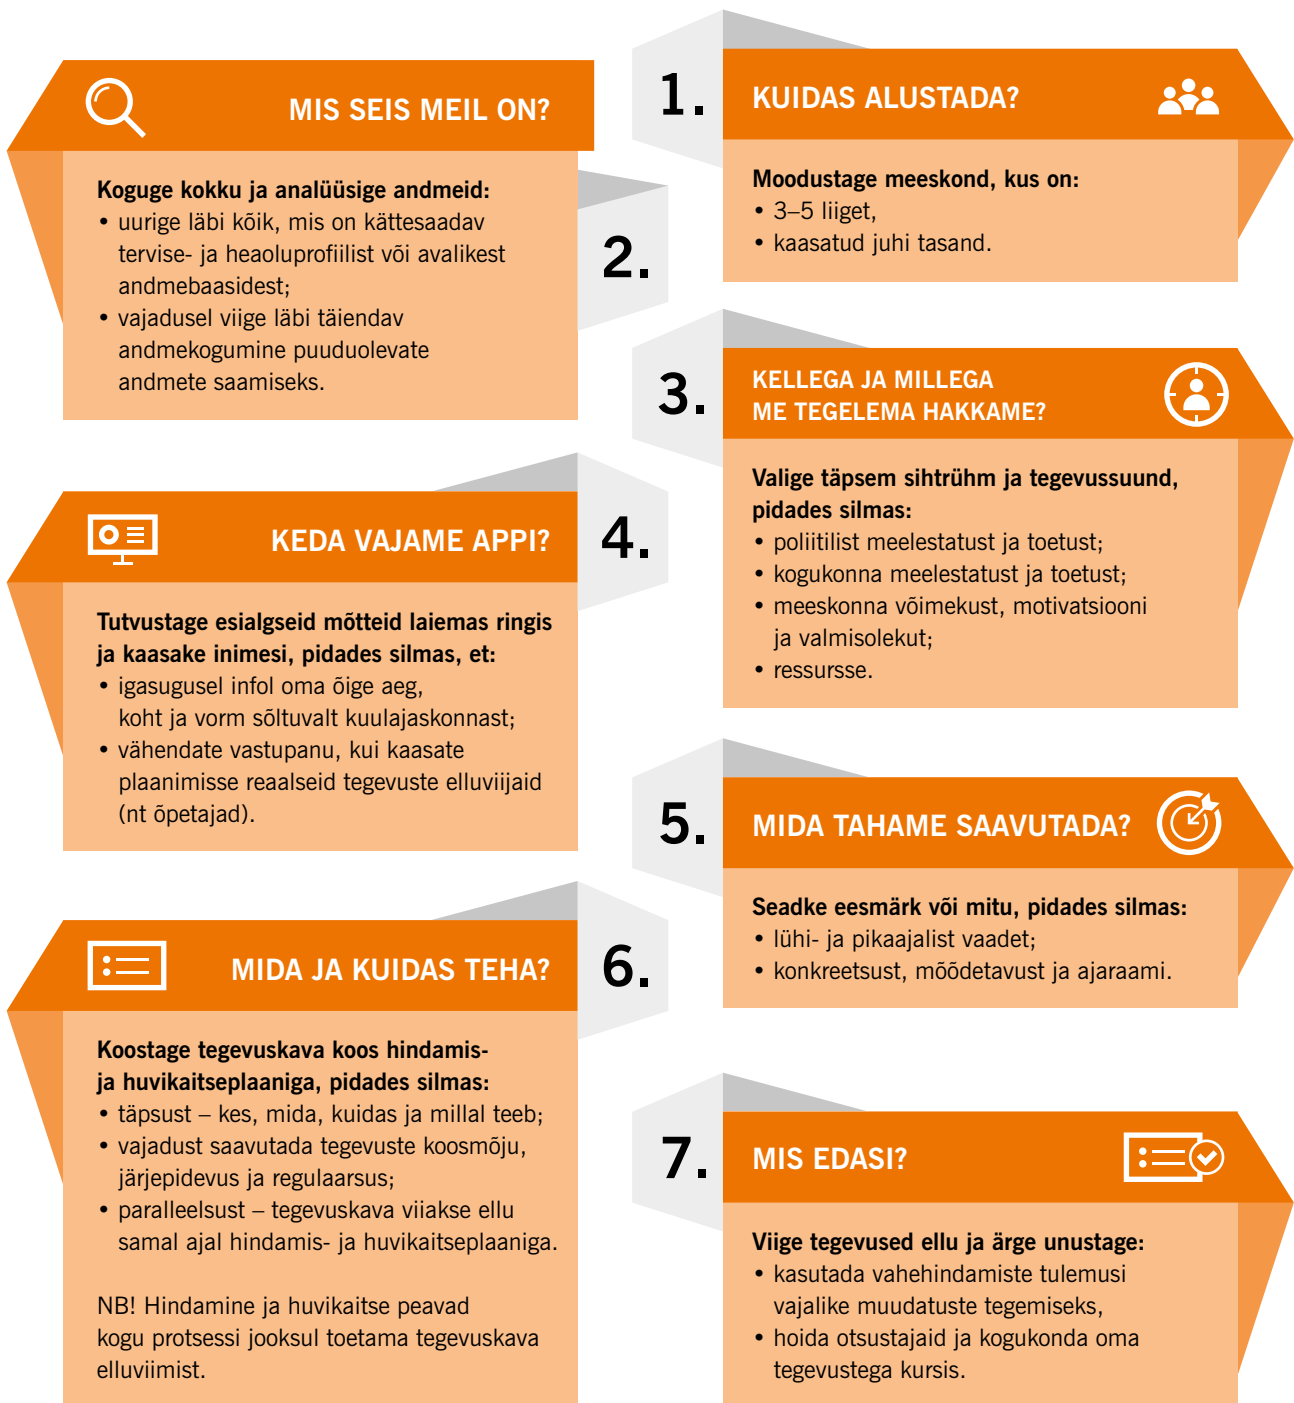 1.
KUIDAS ALUSTADA?
Moodustage meeskond, kus on:
• 3–5 liiget,
• kaasatud juhi tasand.
2.
MIS SEIS MEIL ON?
Koguge kokku ja analüüsige andmeid:
• uurige läbi kõik, mis on kättesaadav
tervise- ja heaoluprofiilist või avalikest
andmebaasidest;
• vajadusel viige läbi täiendav
andmekogumine puuduolevate
andmete saamiseks.
3.
KELLEGA JA MILLEGA
ME TEGELEMA HAKKAME?
Valige täpsem sihtrühm ja tegevussuund,
pidades silmas:
• poliitilist meelestatust ja toetust;
• kogukonna meelestatust ja toetust;
• meeskonna võimekust, motivatsiooni
ja valmisolekut;
• ressursse.
4.
KEDA VAJAME APPI?
Tutvustage esialgseid mõtteid laiemas ringis
ja kaasake inimesi, pidades silmas, et:
• igasugusel infol oma õige aeg,
koht ja vorm sõltuvalt kuulajaskonnast;
• vähendate vastupanu, kui kaasate
plaanimisse reaalseid tegevuste elluviijaid
(nt õpetajad).
5.
MIDA TAHAME SAAVUTADA?
Seadke eesmärk või mitu, pidades silmas:
• lühi- ja pikaajalist vaadet;
• konkreetsust, mõõdetavust ja ajaraami.
6.
MIDA JA KUIDAS TEHA?
Koostage tegevuskava koos hindamis-
ja huvikaitseplaaniga, pidades silmas:
• täpsust – kes, mida, kuidas ja millal teeb;
• vajadust saavutada tegevuste koosmõju,
järjepidevus ja regulaarsus;
• paralleelsust – tegevuskava viiakse ellu
samal ajal hindamis- ja huvikaitseplaaniga.
NB! Hindamine ja huvikaitse peavad
kogu protsessi jooksul toetama tegevuskava
elluviimist.
7.
MIS EDASI?
Viige tegevused ellu ja ärge unustage:
• kasutada vahehindamiste tulemusi
vajalike muudatuste tegemiseks,
• hoida otsustajaid ja kogukonda oma
tegevustega kursis.